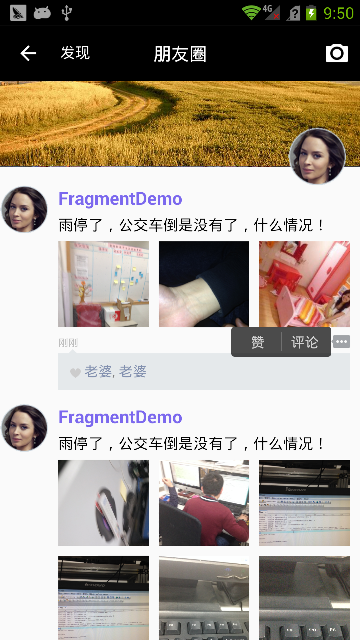 4G
9:50
发现
朋友圈
FragmentDemo
雨停了，公交车倒是没有了，什么情况！
刚刚
赞
评论
老婆, 老婆
FragmentDemo
雨停了，公交车倒是没有了，什么情况！